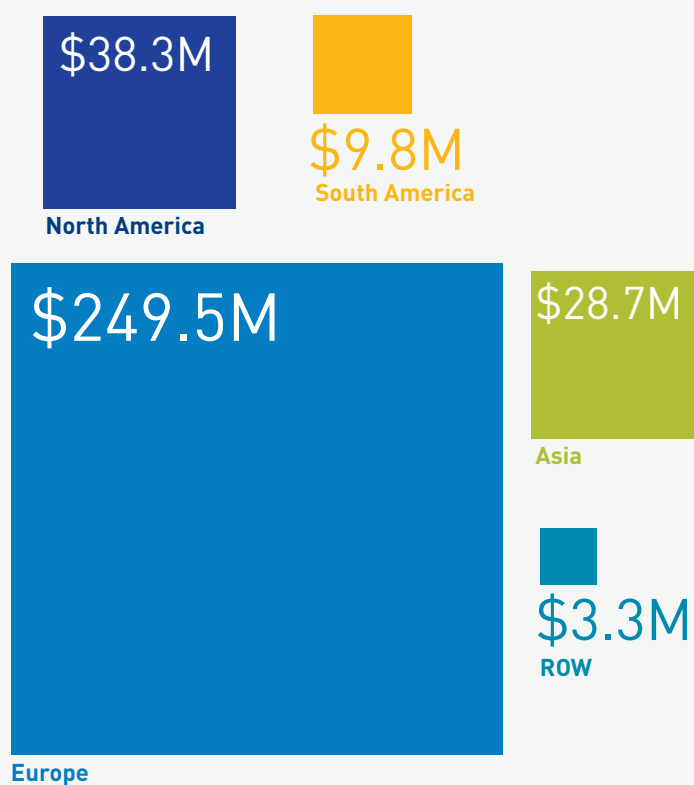 $38.3M
North America
$9.8M
South America
$249.5M
Europe
$28.7M
Asia
$3.3M
ROW